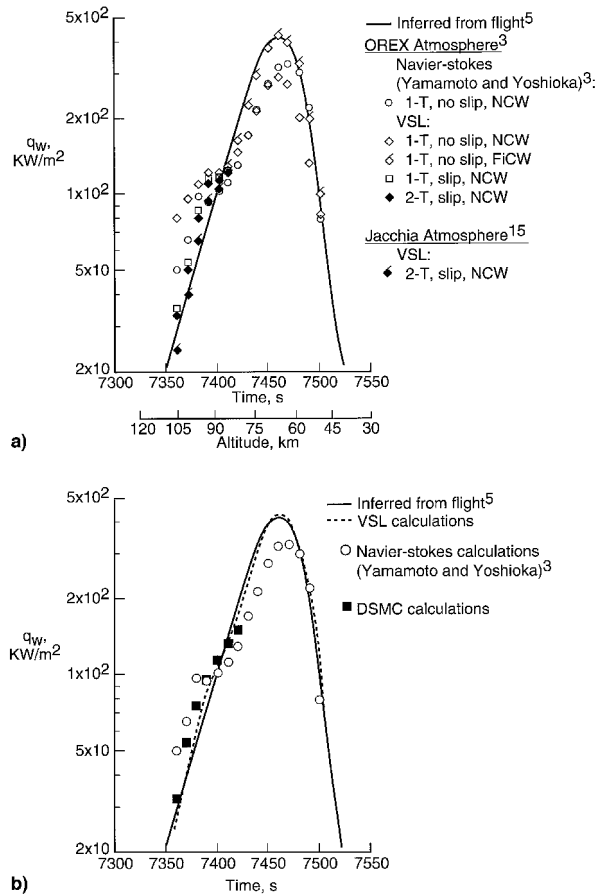 Inferred from flight5
OREX Atmosphere3
Navier-stokes
(Yamamoto and Yoshioka)3:
1-T, no slip, NCW
VSL:
1-T, no slip, NCW
1-T, no slip, FiCW
1-T, slip, NCW
2-T, slip, NCW
Jacchia Atmosphere15
VSL:
2-T, slip, NCW
5x10²
2x10²
qw,
KW/m²
1x10²
5x10
2x10
7300 7350 7400 7450 7500 7550
Time, s
120 105 90 75 60 45 30
Altitude, km
a)
Inferred from flight5
VSL calculations
Navier-stokes calculations
(Yamamoto and Yoshioka)3
DSMC calculations
5x10²
2x10²
qw,
KW/m²
1x10²
5x10
2x10
7300 7350 7400 7450 7500 7550
Time, s
b)